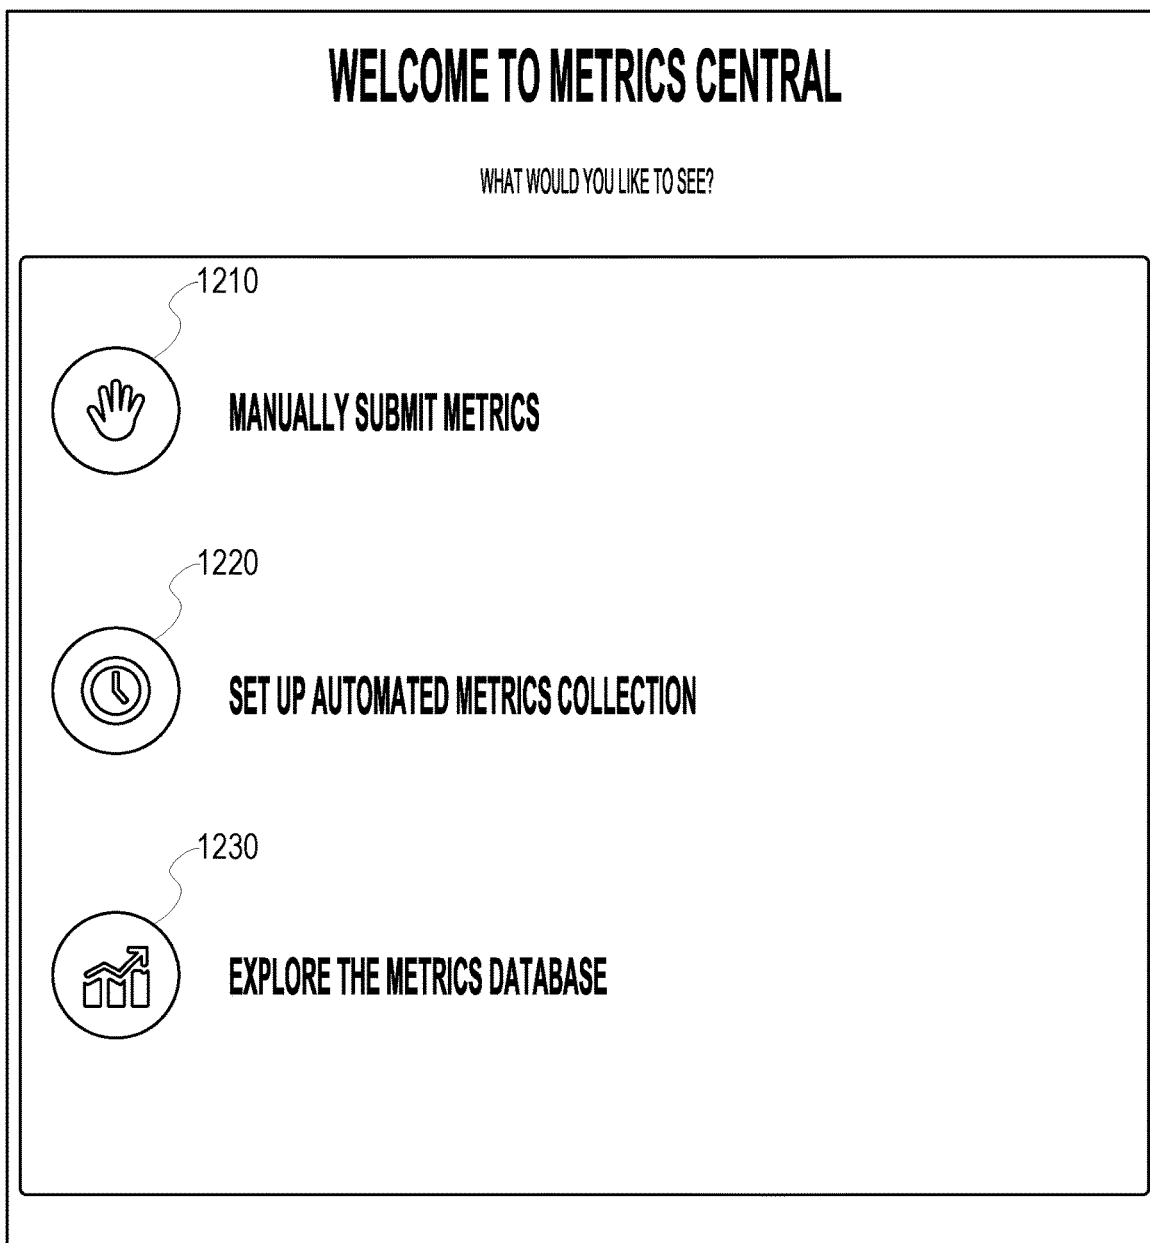 WELCOME TO METRICS CENTRAL
WHAT WOULD YOU LIKE TO SEE?
1210
MANUALLY SUBMIT METRICS
1220
SET UP AUTOMATED METRICS COLLECTION
1230
EXPLORE THE METRICS DATABASE